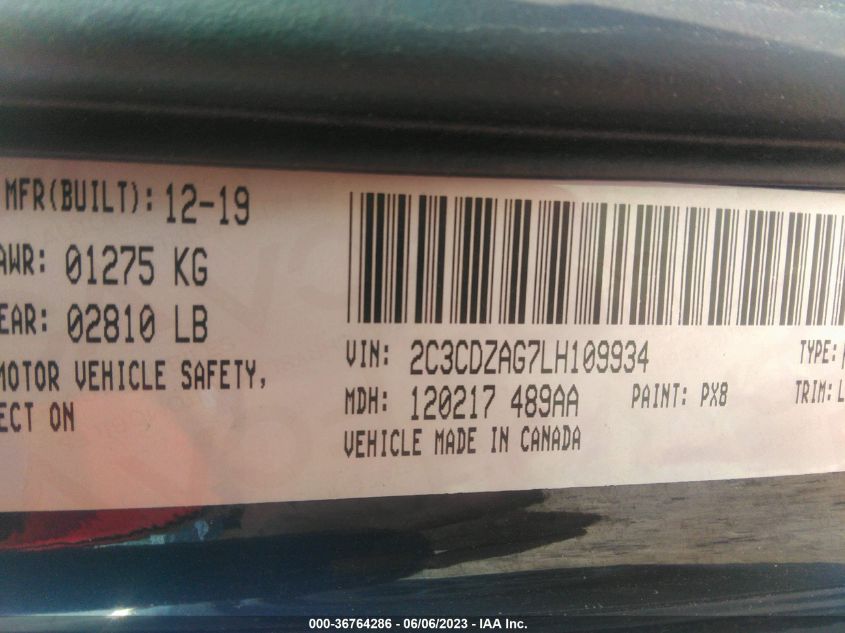 MFR(BUILT): 12-19
AWR: 01275 KG
EAR: 02810 LB
MOTOR VEHICLE SAFETY,
ECT ON
VIN: 2C3CDZAG7LH109934 TYPE:
MDH: 120217 489AA PAINT: PX8 TRIM: L
VEHICLE MADE IN CANADA
000-36764286 - 06/06/2023 - IAA Inc.